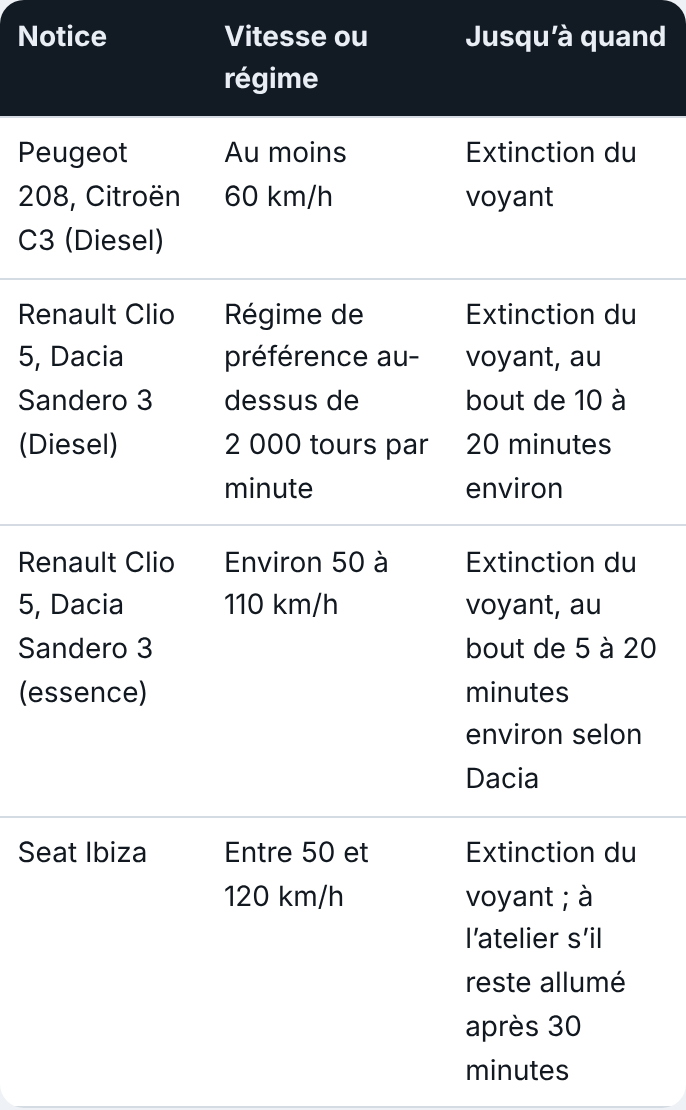 Notice
Vitesse ou
régime
Jusqu’à quand
Peugeot
208, Citroën
C3 (Diesel)
Au moins
60 km/h
Extinction du
voyant
Renault Clio
5, Dacia
Sandero 3
(Diesel)
Régime de
préférence au-
dessus de
2 000 tours par
minute
Extinction du
voyant, au
bout de 10 à
20 minutes
environ
Renault Clio
5, Dacia
Sandero 3
(essence)
Environ 50 à
110 km/h
Extinction du
voyant, au
bout de 5 à 20
minutes
environ selon
Dacia
Seat Ibiza
Entre 50 et
120 km/h
Extinction du
voyant ; à
l’atelier s’il
reste allumé
après 30
minutes